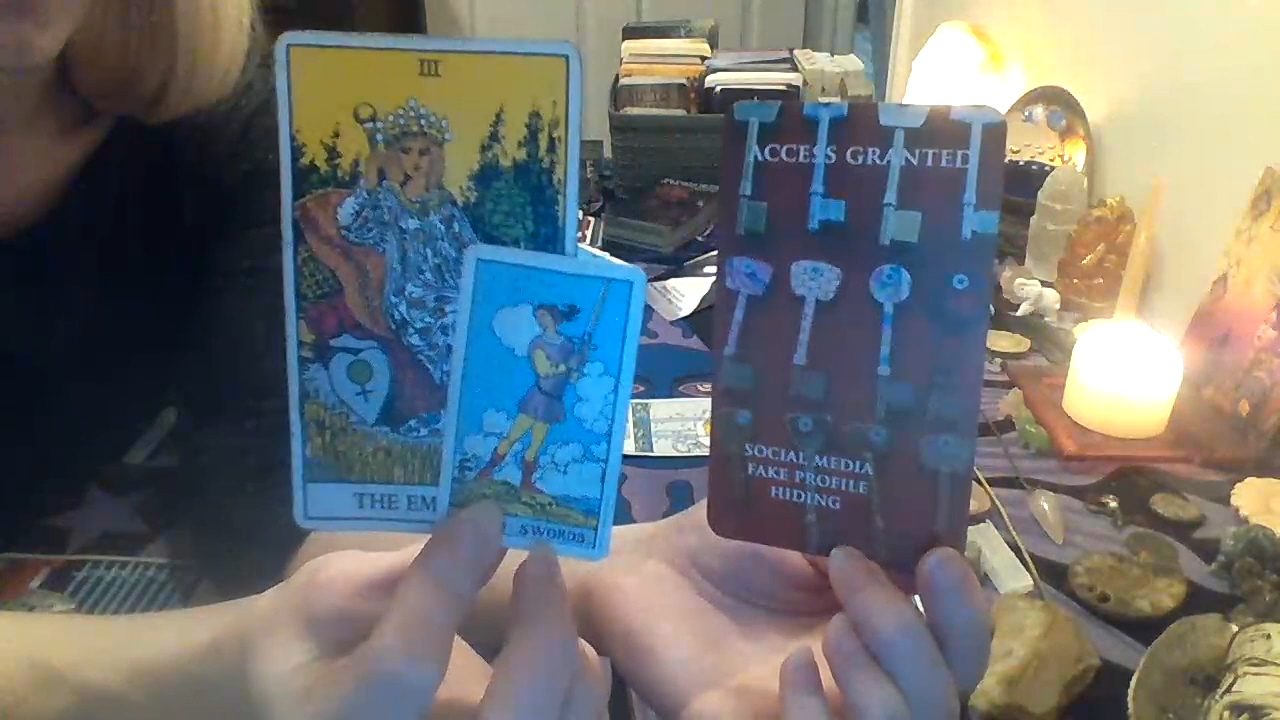 III
THE EM
SWORDS
ACCESS GRANTED
SOCIAL MEDIA
FAKE PROFILE
HIDING